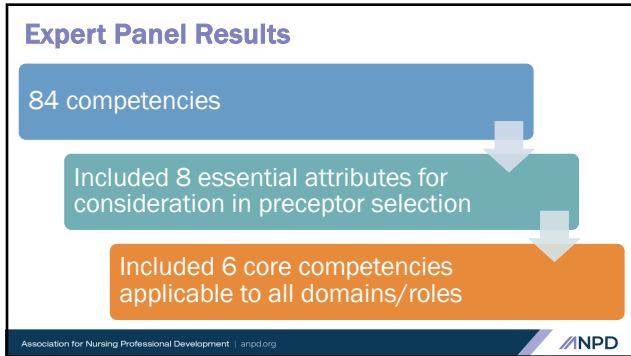 Expert Panel Results
84 competencies
Included 8 essential attributes for
consideration in preceptor selection
Included 6 core competencies
applicable to all domains/roles
Association for Nursing Professional Development | anpd.org
ANPD